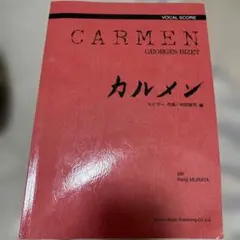 VOCAL SCORE
CARMEN
GEORGES BIZET
カルメン
ビゼー 作曲/村田健司 編
Kenji MURATA